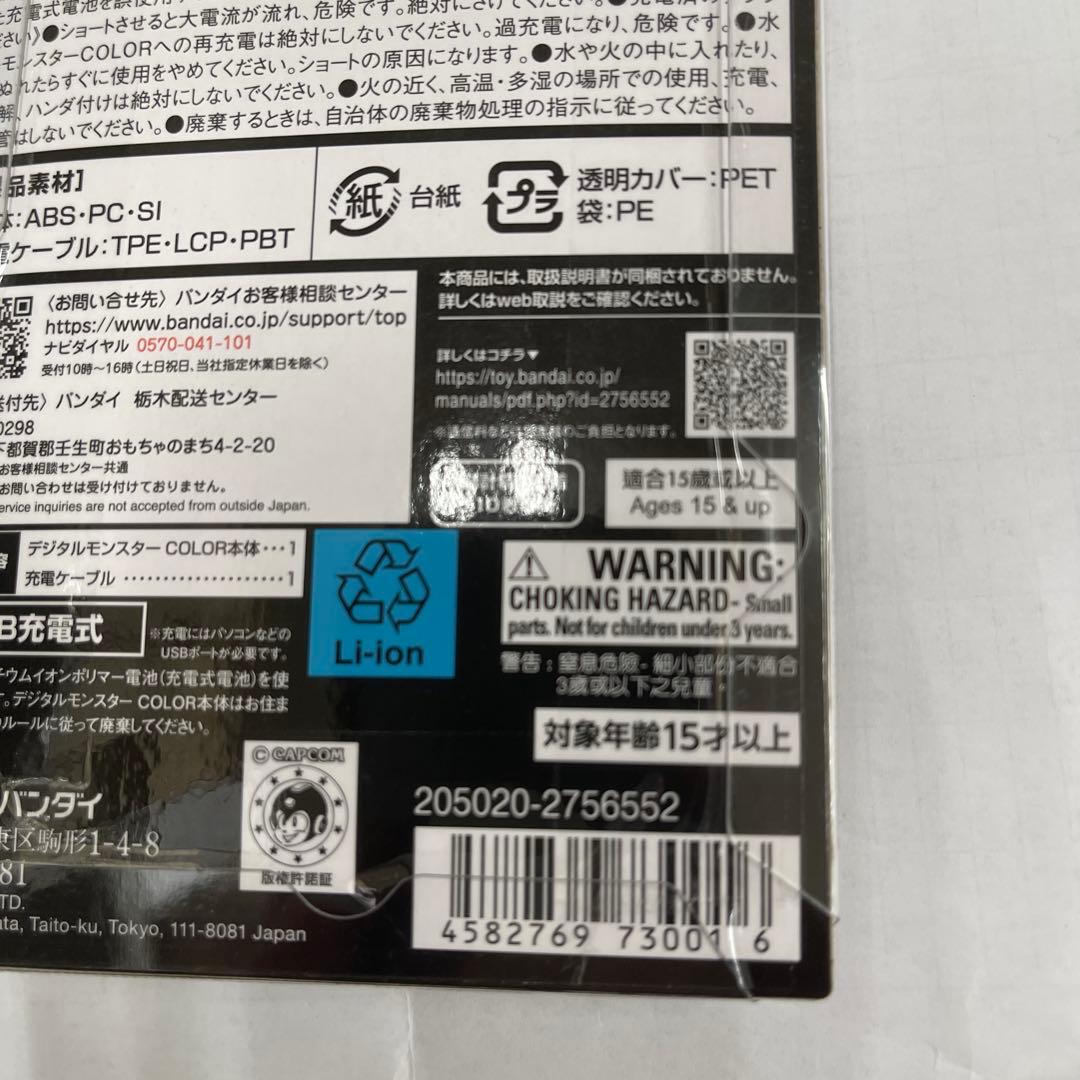 ださい》●ショートさせると大電流が流れ、危険です。絶対にさけてください。
モンスターCOLORへの再充電は絶対にしないでください。過充電になり、危険です。●水
ぬれたらすぐに使用をやめてください。ショートの原因になります。●水や火の中に入れたり、
解、ハンダ付けは絶対にしないでください。●火の近く、高温・多湿の場所での使用、充電、
管はしないでください。●廃棄するときは、自治体の廃棄物処理の指示に従ってください。
品素材]
体:ABS・PC・SI
電ケーブル:TPE・LCP・PBT
紙
台紙
プラ
透明カバー:PET
袋:PE
〈お問い合せ先〉バンダイお客様相談センター
https://www.bandai.co.jp/support/top
ナビダイヤル 0570-041-101
受付10時〜16時(土日祝日、当社指定休業日を除く)
送付先〉バンダイ 栃木配送センター
0298
下都賀郡壬生町おもちゃのまち4-2-20
お客様相談センター共通
お問い合わせは受け付けておりません。
service inquiries are not accepted from outside Japan.
本商品には、取扱説明書が同梱されておりません。
詳しくはweb取説をご確認ください。
詳しくはコチラ▼
https://toy.bandai.co.jp/
manuals/pdf.php?id=2756552
適合15歲或以上
Ages 15 & up
容
デジタルモンスター COLOR本体・・・1
充電ケーブル ・・・・・・・・・・・・・・・・・・・・1
B充電式
※充電にはパソコンなどの
USBポートが必要です。
チウムイオンポリマー電池(充電式電池)を使
す。デジタルモンスター COLOR本体はお住ま
のルールに従って廃棄してください。
Li-ion
WARNING:
CHOKING HAZARD- Small
parts. Not for children under 3 years.
警告:窒息危險-細小部份不適合
3歲或以下之兒童。
対象年齢15才以上
© CAPCOM
版権許諾証
バンダイ
東区駒形1-4-8
81
TD.
ata, Taito-ku, Tokyo, 111-8081 Japan
205020-2756552
4582769 730016